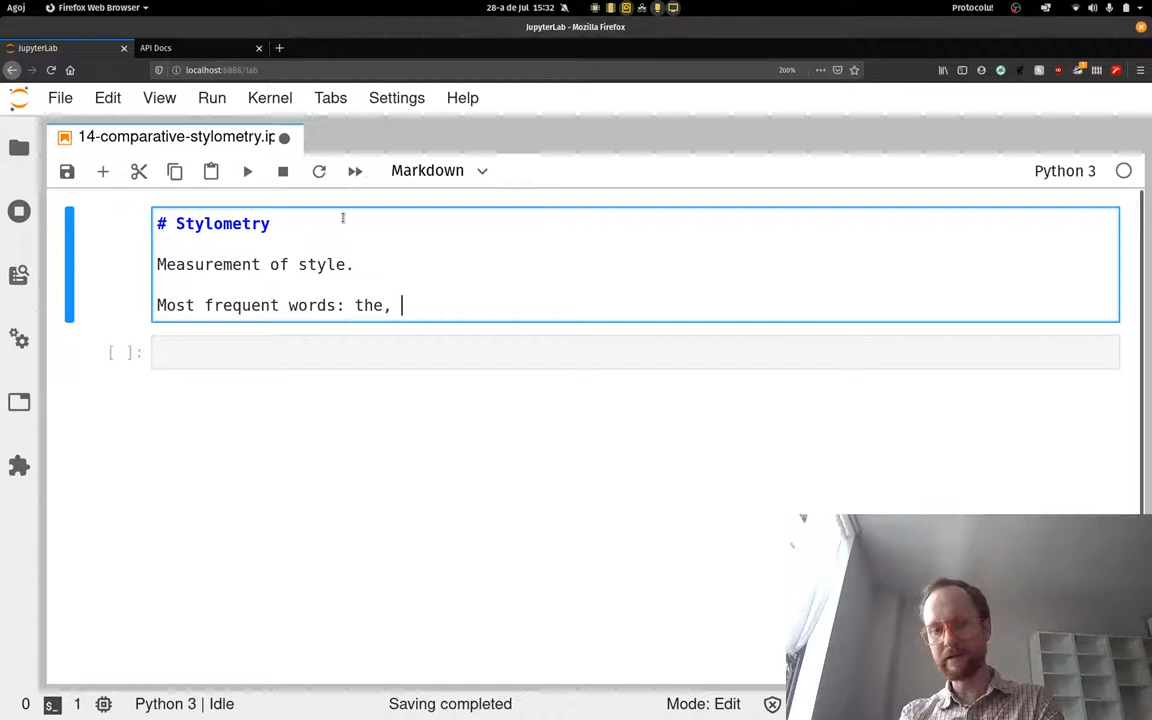 Agoj Firefox Web Browser 28-a de Jul 15:32 Protocolu!
JupyterLab - Mozilla Firefox
JupyterLab API Docs
localhost:8888/lab 200%
File Edit View Run Kernel Tabs Settings Help
14-comparative-stylometry.ip
Markdown Python 3
# Stylometry
Measurement of style.
Most frequent words: the,
[ ]:
0 1 Python 3 | Idle Saving completed Mode: Edit